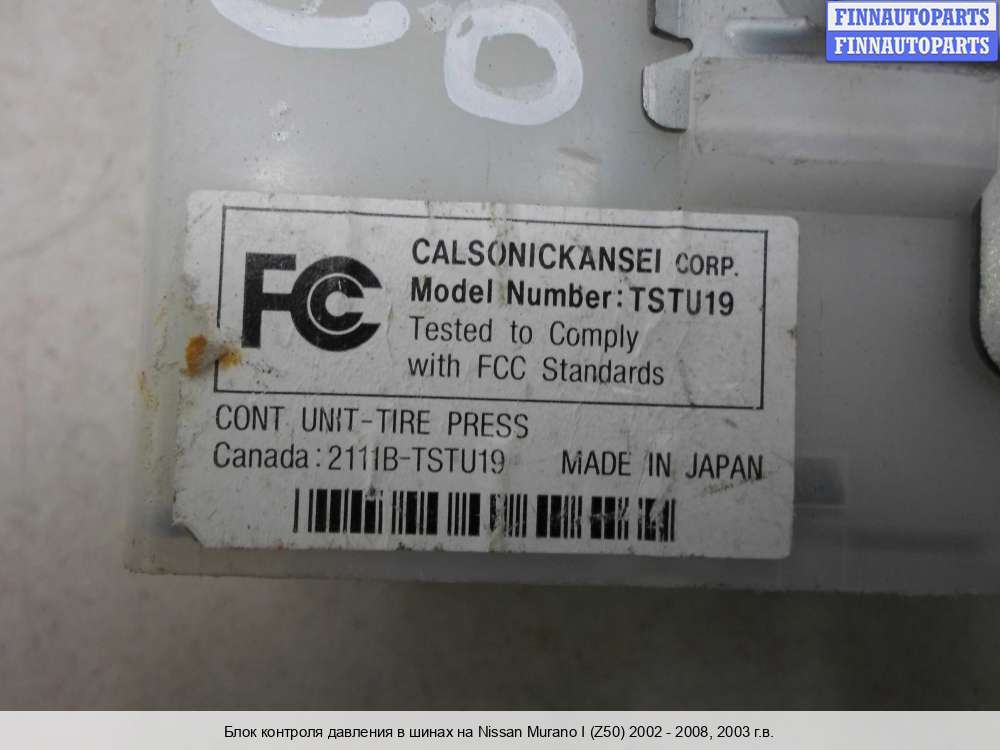 FINNAUTOPARTS
FINNAUTOPARTS
FCC
CALSONICKANSEI CORP.
Model Number: TSTU19
Tested to Comply
with FCC Standards
CONT UNIT-TIRE PRESS
Canada: 2111B-TSTU19 MADE IN JAPAN
Блок контроля давления в шинах на Nissan Murano I (Z50) 2002 - 2008, 2003 г.в.